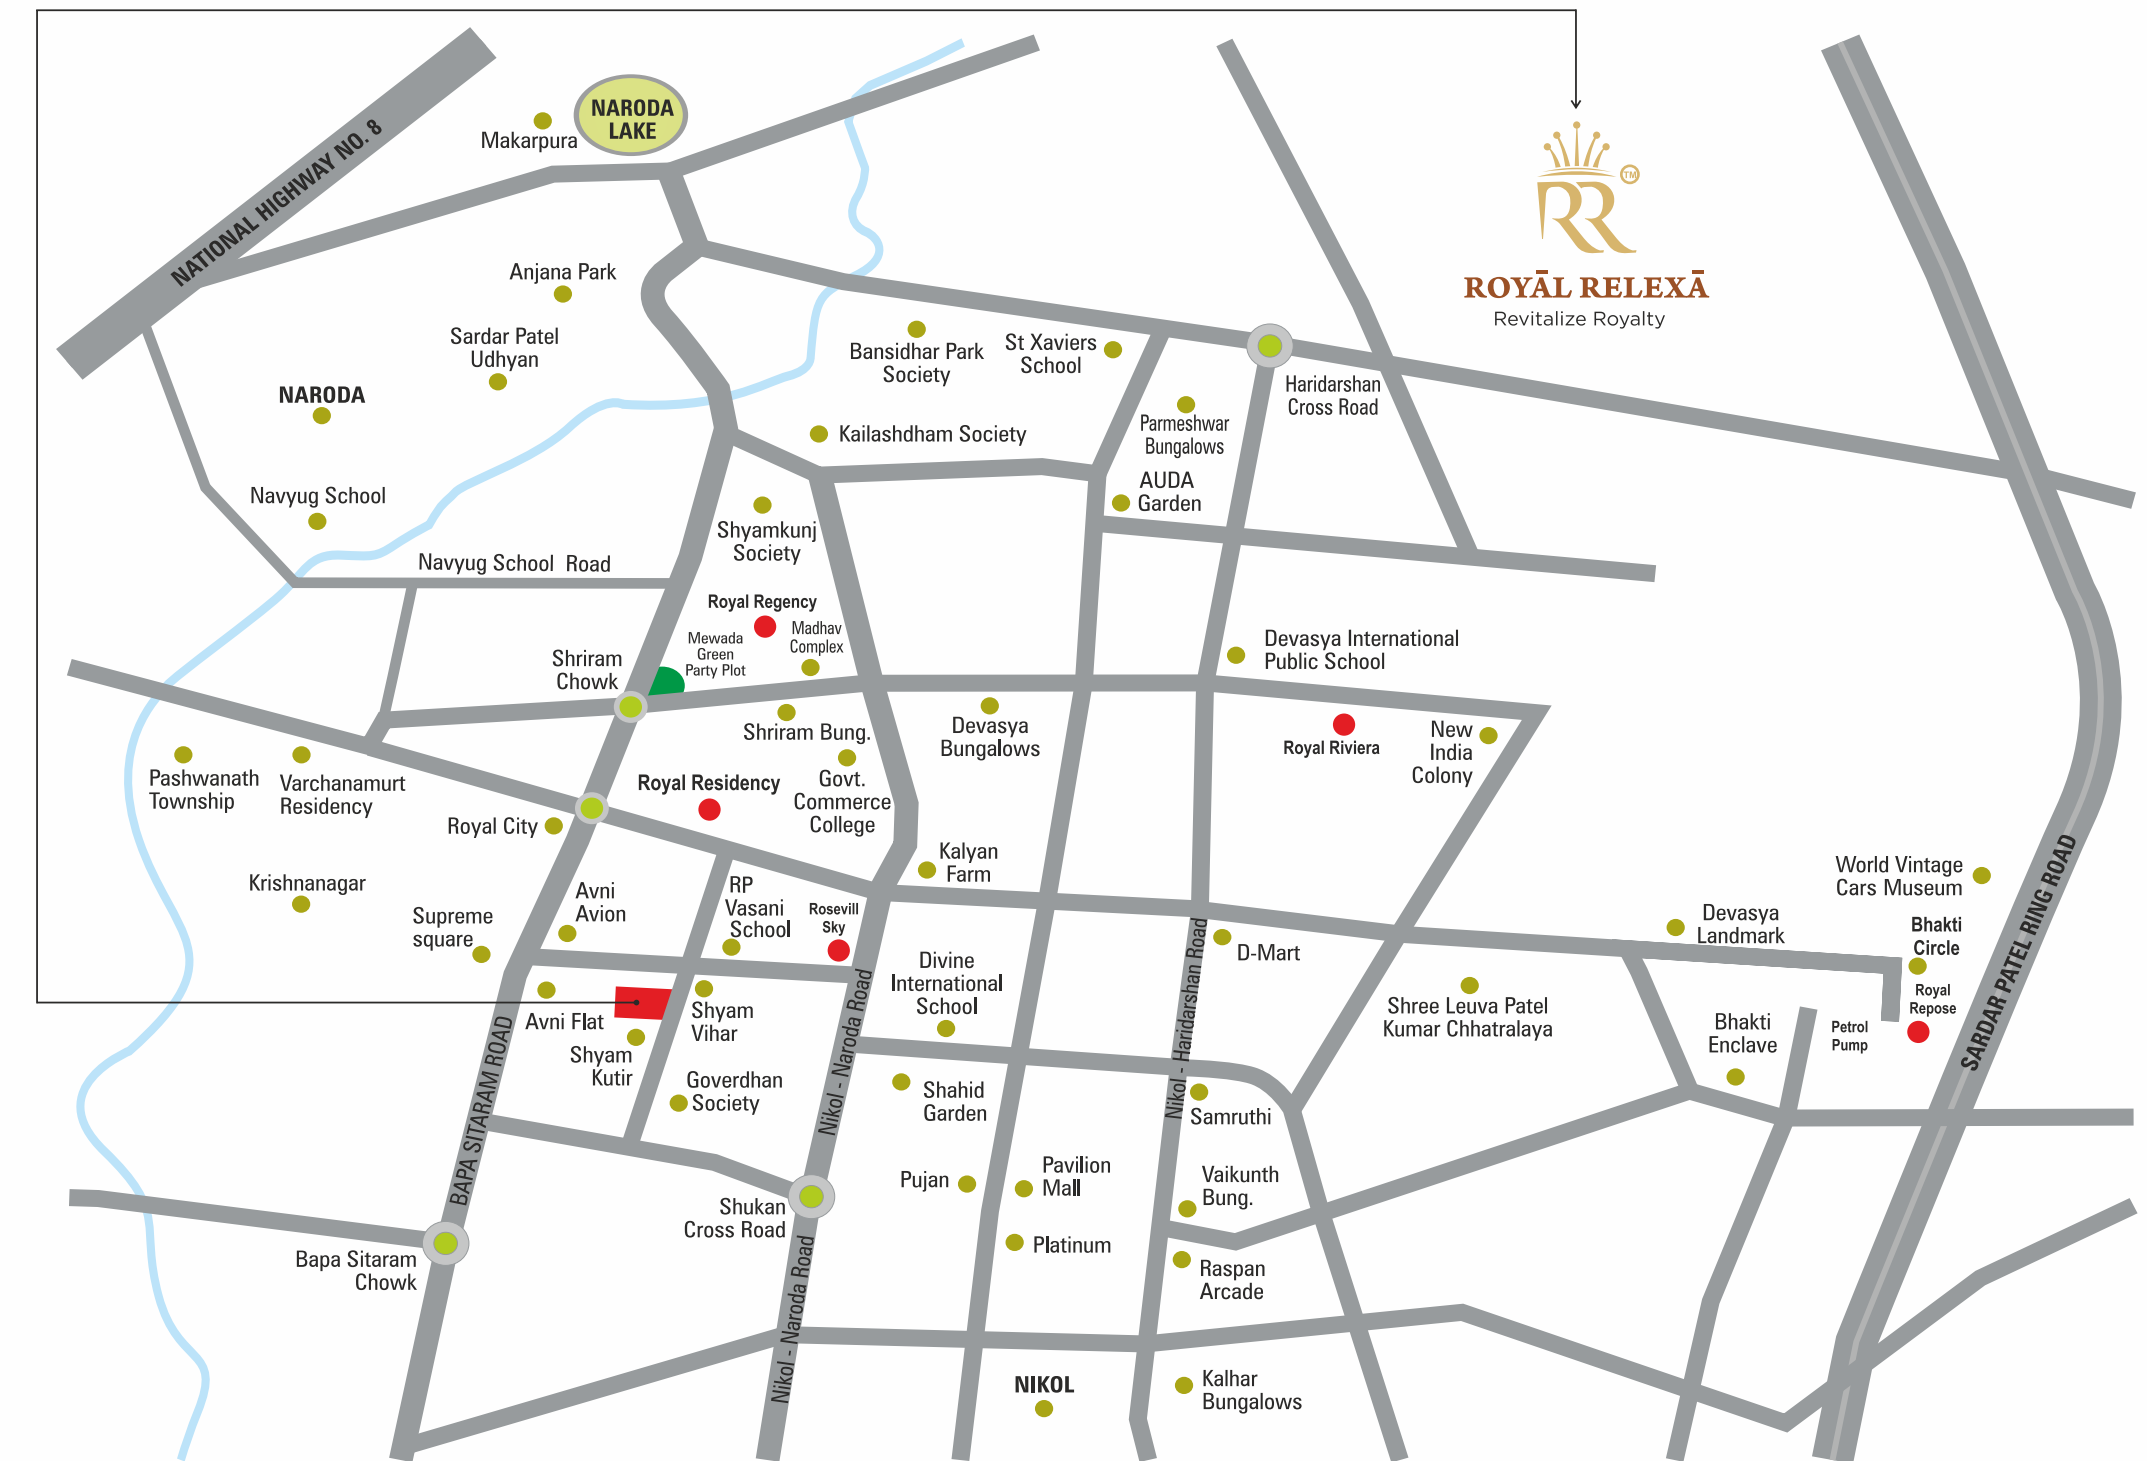 NATIONAL HIGHWAY NO. 8
Makarpura
NARODA
LAKE
TM
RR
ROYĀL RELEXĀ
Revitalize Royalty
Anjana Park
Sardar Patel
Udhyan
NARODA
Navyug School
Navyug School Road
Bansidhar Park
Society
St Xaviers
School
Kailashdham Society
Haridarshan
Cross Road
Parmeshwar
Bungalows
AUDA
Garden
Shyamkunj
Society
Royal Regency
Mewada
Green
Party Plot
Madhav
Complex
Shriram
Chowk
Devasya International
Public School
Shriram Bung.
Devasya
Bungalows
Royal Riviera
New
India
Colony
Pashwanath
Township
Varchanamurt
Residency
Royal Residency
Govt.
Commerce
College
Royal City
Kalyan
Farm
Krishnanagar
Supreme
square
Avni
Avion
RP
Vasani
School
Rosevill
Sky
World Vintage
Cars Museum
SARDAR PATEL RING ROAD
Devasya
Landmark
Bhakti
Circle
D-Mart
Divine
International
School
Nikol - Haridarshan Road
Nikol - Naroda Road
Avni Flat
Shyam
Vihar
Shyam
Kutir
Shree Leuva Patel
Kumar Chhatralaya
Bhakti
Enclave
Petrol
Pump
Royal
Repose
BAPA SITARAM ROAD
Goverdhan
Society
Shahid
Garden
Samruthi
Pujan
Pavilion
Mall
Vaikunth
Bung.
Shukan
Cross Road
Platinum
Bapa Sitaram
Chowk
Raspan
Arcade
Nikol - Naroda Road
NIKOL
Kalhar
Bungalows